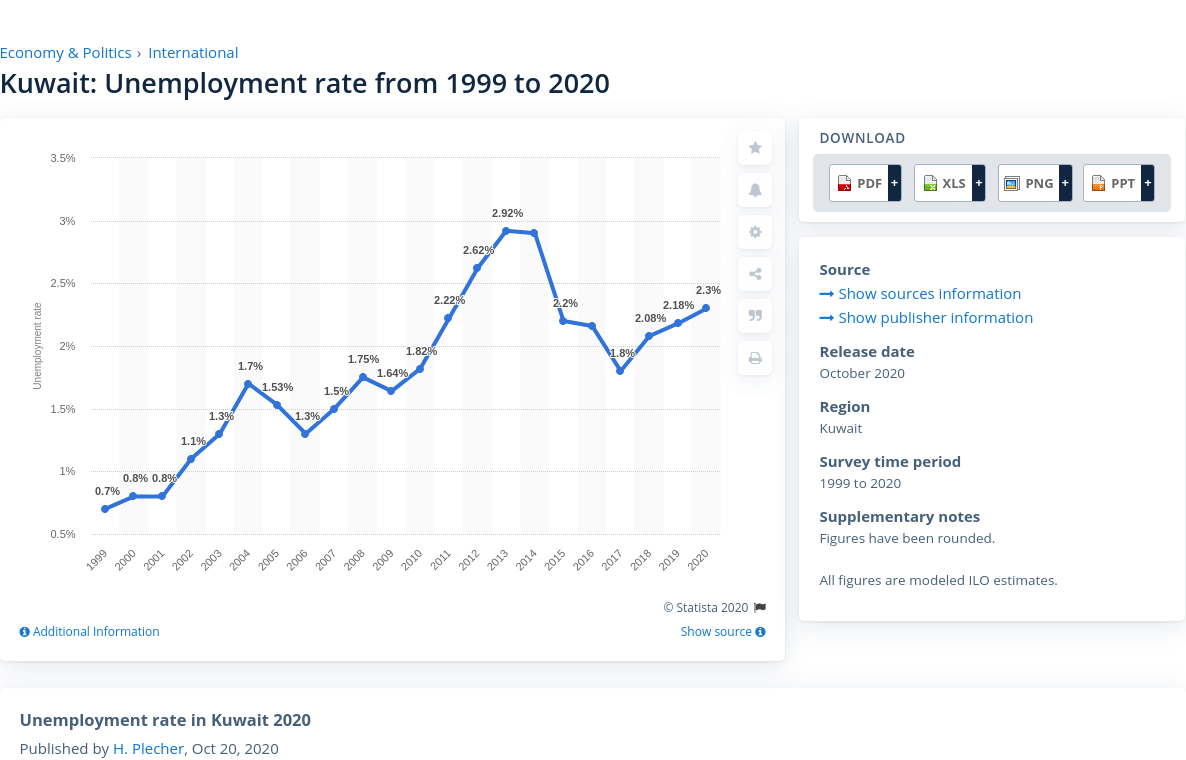 Economy & Politics › International
Kuwait: Unemployment rate from 1999 to 2020
3.5%
3%
2.5%
2%
1.5%
1%
0.5%
Unemployment rate
0.7%
0.8%
0.8%
1.1%
1.3%
1.7%
1.53%
1.3%
1.5%
1.75%
1.64%
1.82%
2.22%
2.62%
2.92%
2.2%
1.8%
2.08%
2.18%
2.3%
1999
2000
2001
2002
2003
2004
2005
2006
2007
2008
2009
2010
2011
2012
2013
2014
2015
2016
2017
2018
2019
2020
© Statista 2020
Additional Information
Show source
DOWNLOAD
PDF +
XLS +
PNG +
PPT +
Source
Show sources information
Show publisher information
Release date
October 2020
Region
Kuwait
Survey time period
1999 to 2020
Supplementary notes
Figures have been rounded.
All figures are modeled ILO estimates.
Unemployment rate in Kuwait 2020
Published by H. Plecher, Oct 20, 2020